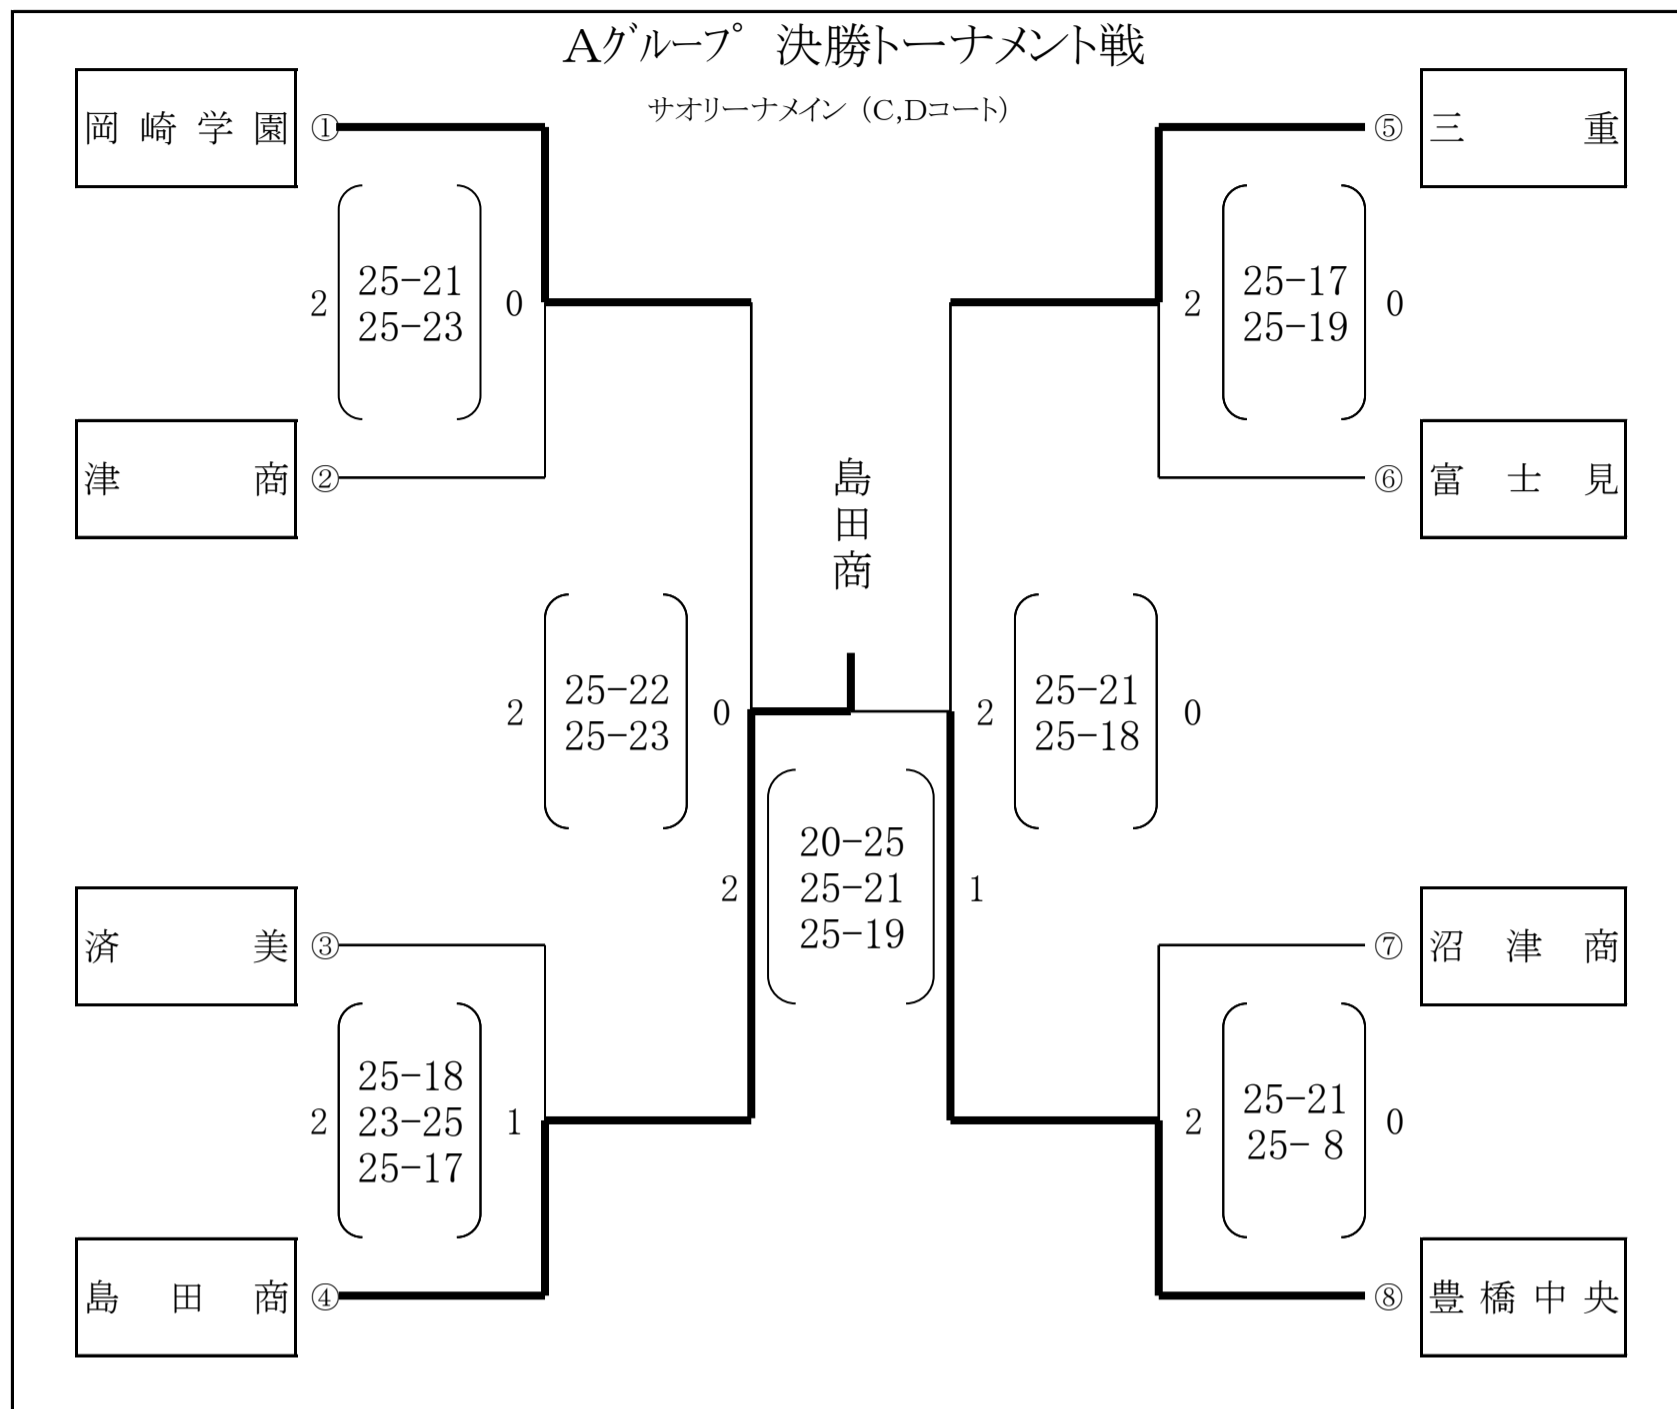 Aグループ 決勝トーナメント戦
サオリーナメイン（C,Dコート）
岡崎学園 ①
⑤ 三重
2 25-21 0
25-23
2 25-17 0
25-19
津商 ②
⑥ 富士見
島田商
2 25-22 0
25-23
2 25-21 0
25-18
2 20-25 1
25-21
25-19
済美 ③
⑦ 沼津商
2 25-18 1
23-25
25-17
2 25-21 0
25- 8
島田商 ④
⑧ 豊橋中央